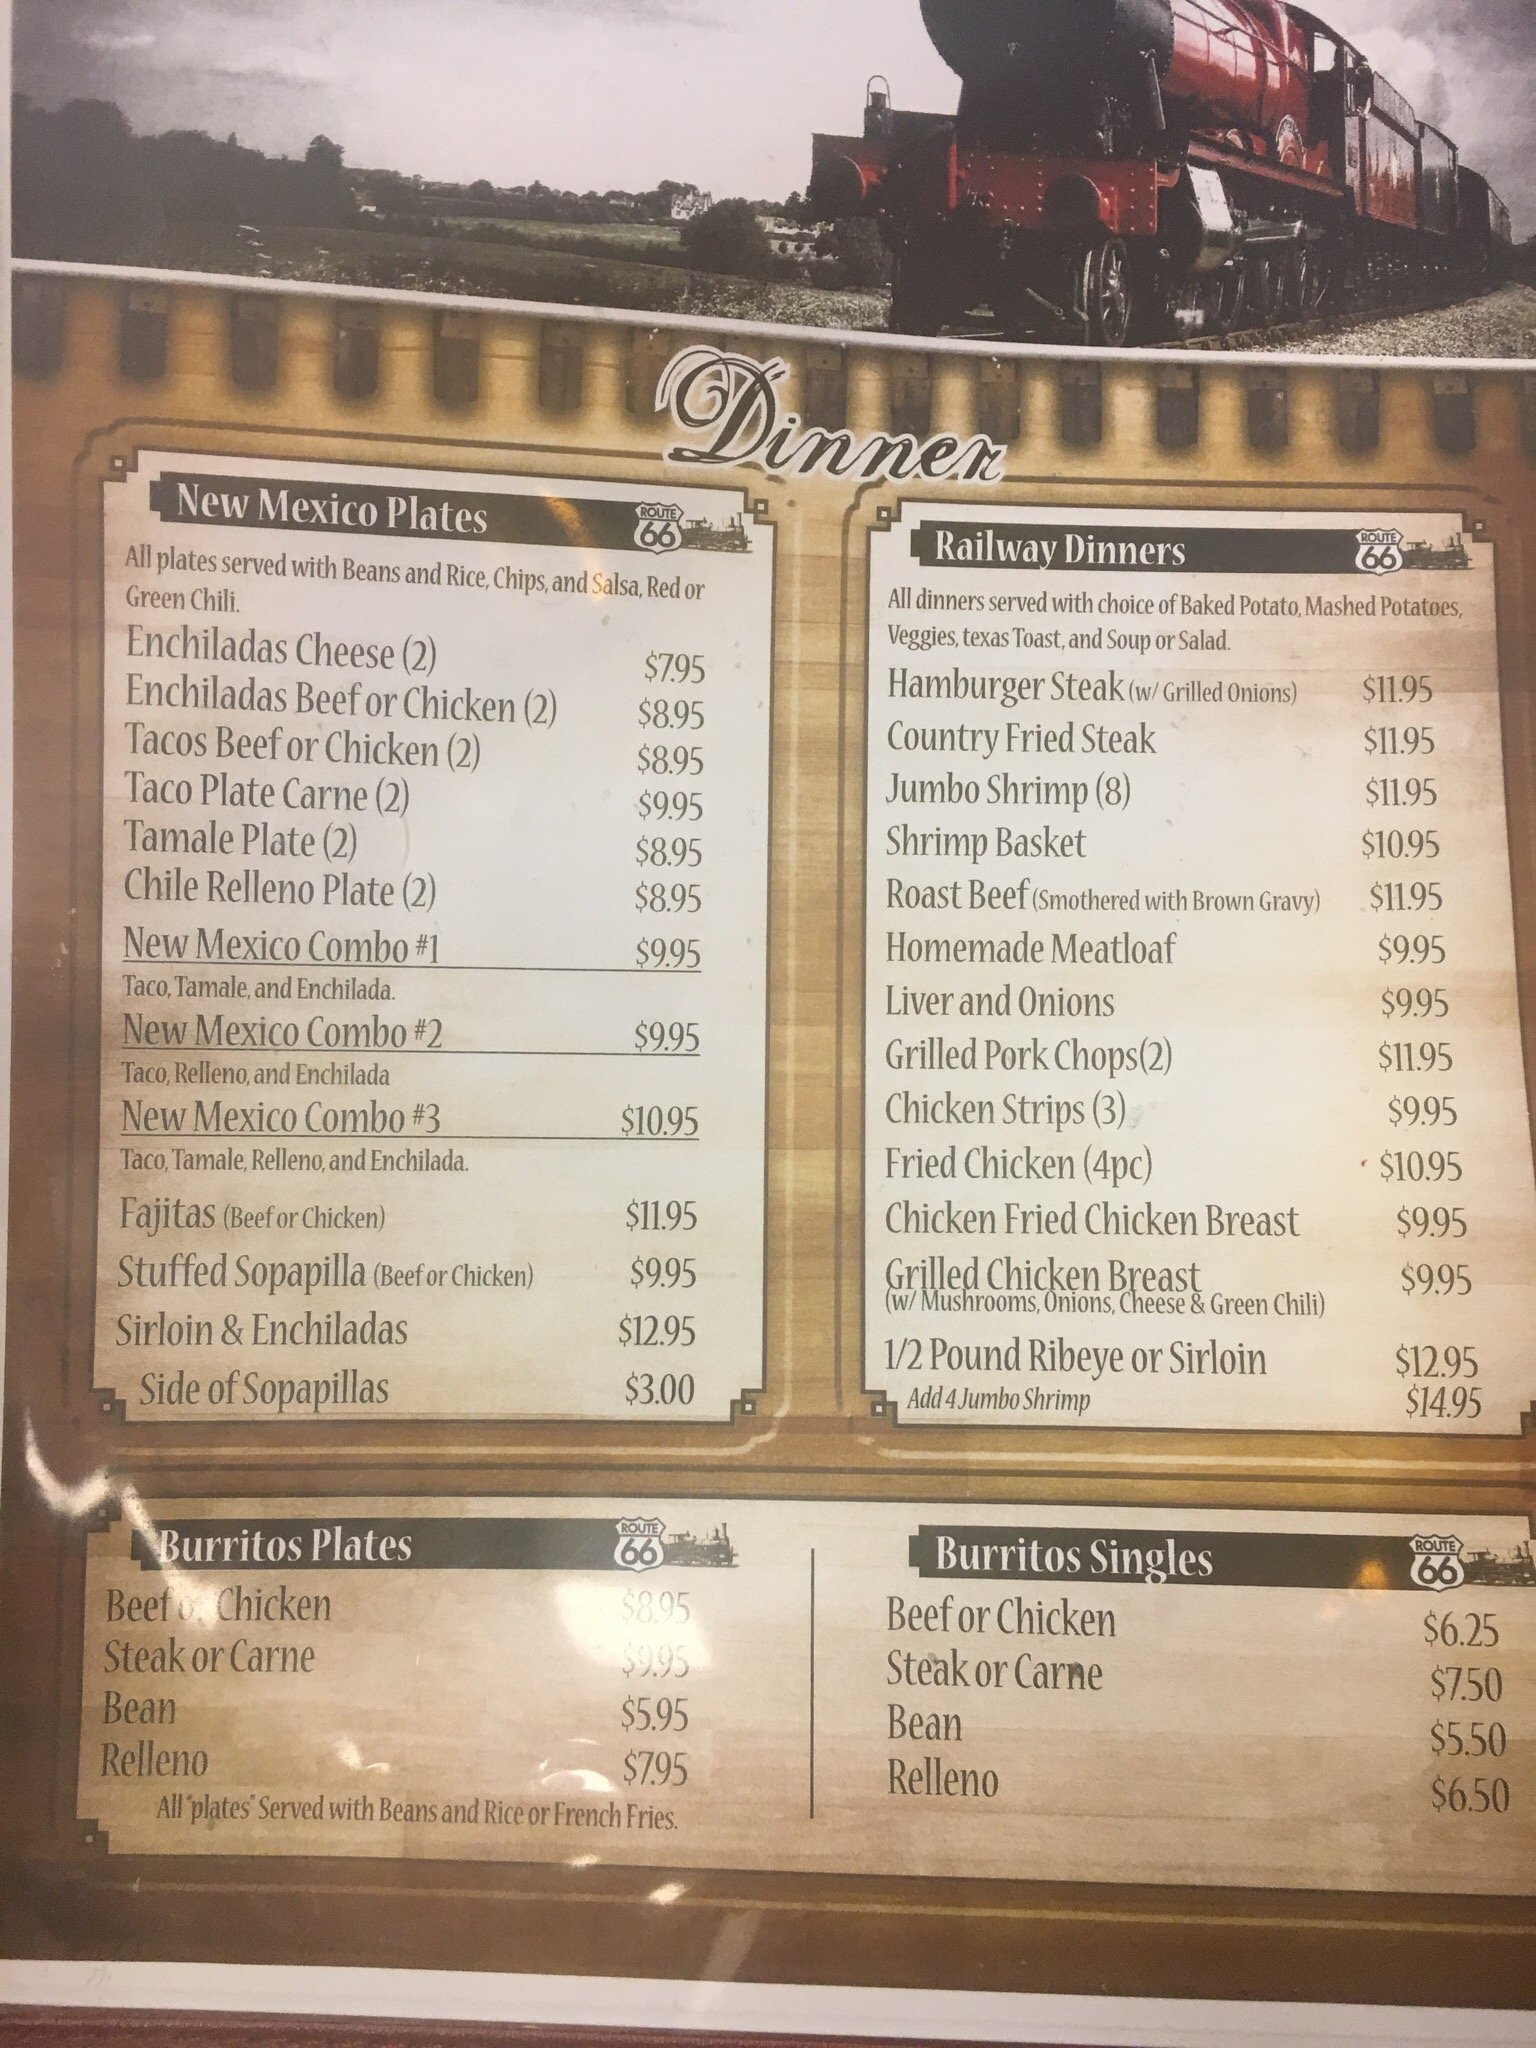 Dinner
New Mexico Plates ROUTE 66
All plates served with Beans and Rice, Chips, and Salsa, Red or
Green Chili.
Enchiladas Cheese (2) $7.95
Enchiladas Beef or Chicken (2) $8.95
Tacos Beef or Chicken (2) $8.95
Taco Plate Carne (2) $9.95
Tamale Plate (2) $8.95
Chile Relleno Plate (2) $8.95
New Mexico Combo #1 $9.95
Taco, Tamale, and Enchilada.
New Mexico Combo #2 $9.95
Taco, Relleno, and Enchilada
New Mexico Combo #3 $10.95
Taco, Tamale, Relleno, and Enchilada.
Fajitas (Beef or Chicken) $11.95
Stuffed Sopapilla (Beef or Chicken) $9.95
Sirloin & Enchiladas $12.95
Side of Sopapillas $3.00
Railway Dinners ROUTE 66
All dinners served with choice of Baked Potato, Mashed Potatoes,
Veggies, texas Toast, and Soup or Salad.
Hamburger Steak (w/ Grilled Onions) $11.95
Country Fried Steak $11.95
Jumbo Shrimp (8) $11.95
Shrimp Basket $10.95
Roast Beef (Smothered with Brown Gravy) $11.95
Homemade Meatloaf $9.95
Liver and Onions $9.95
Grilled Pork Chops(2) $11.95
Chicken Strips (3) $9.95
Fried Chicken (4pc) $10.95
Chicken Fried Chicken Breast $9.95
Grilled Chicken Breast $9.95
(w/ Mushrooms, Onions, Cheese & Green Chili)
1/2 Pound Ribeye or Sirloin $12.95
Add 4 Jumbo Shrimp $14.95
Burritos Plates ROUTE 66
Beef or Chicken $8.95
Steak or Carne $9.95
Bean $5.95
Relleno $7.95
All "plates" Served with Beans and Rice or French Fries.
Burritos Singles ROUTE 66
Beef or Chicken $6.25
Steak or Carne $7.50
Bean $5.50
Relleno $6.50